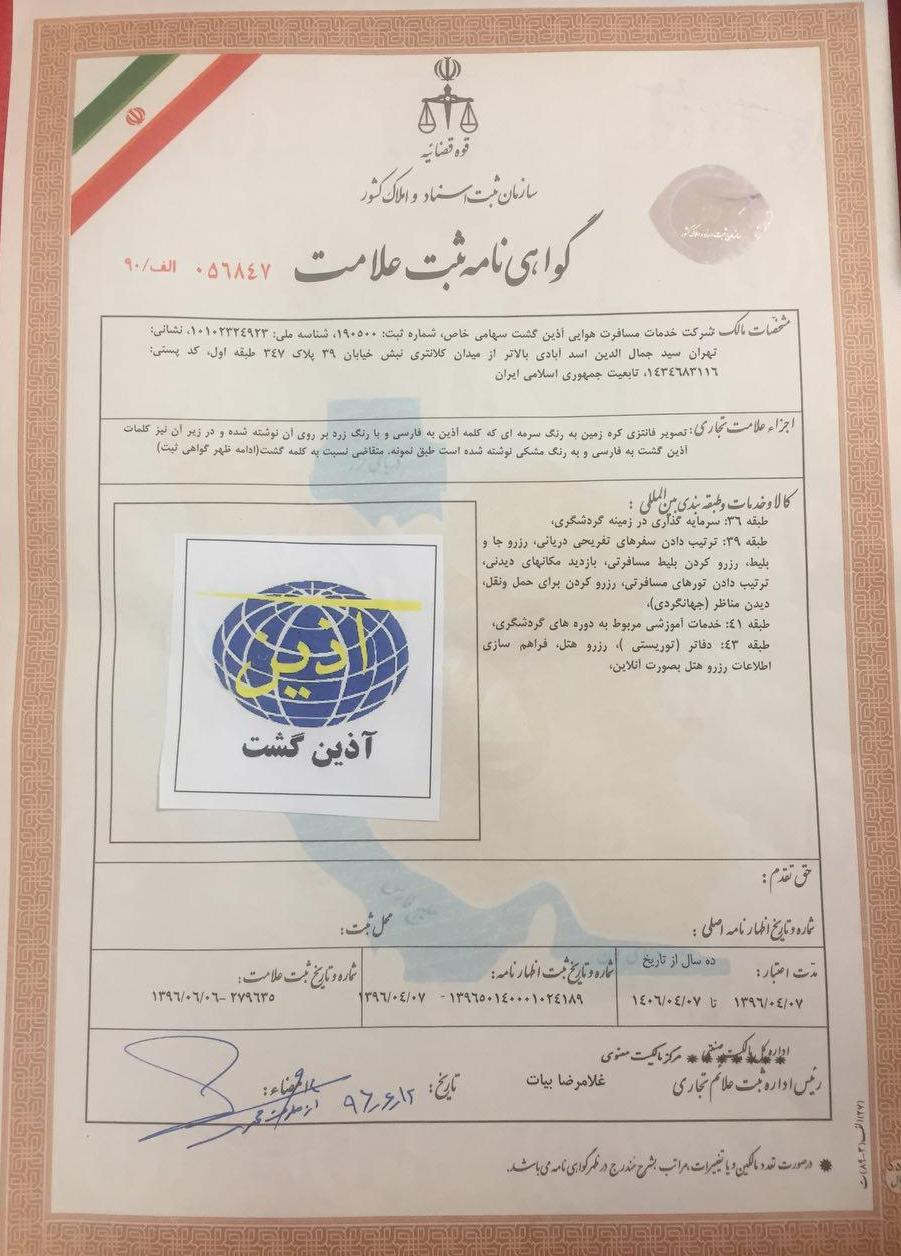 قوه قضائیه
سازمان ثبت اسناد و املاک کشور
گواهی نامه ثبت علامت
۰۵۶۸٤۷ الف/۹۰
مشخصات مالک شرکت خدمات مسافرت هوایی آذین گشت سهامی خاص، شماره ثبت: ۱۹۰۵۰۰، شناسه ملی: ۱۰۱۰۲۳۲٤۹۲۳، نشانی:
تهران سید جمال الدین اسد آبادی بالاتر از میدان کلانتری نبش خیابان ۳۹ پلاک ۳٤۷ طبقه اول، کد پستی:
۱٤۳٤٦۸۳۱۱٦، تابعیت جمهوری اسلامی ایران
اجزاء علامت تجاری: تصویر فانتزی کره زمین به رنگ سرمه ای که کلمه آذین به فارسی و با رنگ زرد بر روی آن نوشته شده و در زیر آن نیز کلمات
آذین گشت به فارسی و به رنگ مشکی نوشته شده است طبق نمونه. متقاضی نسبت به کلمه گشت(ادامه ظهر گواهی ثبت)
کالا و خدمات و طبقه بندی بین المللی :
طبقه ۳٦: سرمایه گذاری در زمینه گردشگری،
طبقه ۳۹: ترتیب دادن سفرهای تفریحی دریائی، رزرو جا و
بلیط، رزرو کردن بلیط مسافرتی، بازدید مکانهای دیدنی،
ترتیب دادن تورهای مسافرتی، رزرو کردن برای حمل ونقل،
دیدن مناظر (جهانگردی)،
طبقه ٤۱: خدمات آموزشی مربوط به دوره های گردشگری،
طبقه ٤۳: دفاتر (توریستی )، رزرو هتل، فراهم سازی
اطلاعات رزرو هتل بصورت آنلاین،
آذین
آذین گشت
حق تقدم :
شماره و تاریخ اظهار نامه اصلی :
محل ثبت :
مدت اعتبار : ده سال از تاریخ
۱۳۹٦/۰٤/۰۷ تا ۱٤۰٦/۰٤/۰۷
شماره و تاریخ ثبت اظهار نامه:
۱۳۹٦۵۰۱٤۰۰۰۱۰۲٤۱۸۹ - ۱۳۹٦/۰٤/۰۷
شماره و تاریخ ثبت علامت:
۲۷۹٦۳۵ - ۱۳۹٦/۰٦/۰٦
اداره کل مالکیت صنعتی مرکز مالکیت معنوی
رئیس اداره ثبت علائم تجاری غلامرضا بیات
تاریخ: ۹٦,٦,۱۲
امضاء:
* درصورت تعدد مالکین و یا تغییرات، مراتب بشرح مندرج در ظهر گواهی نامه می باشد.